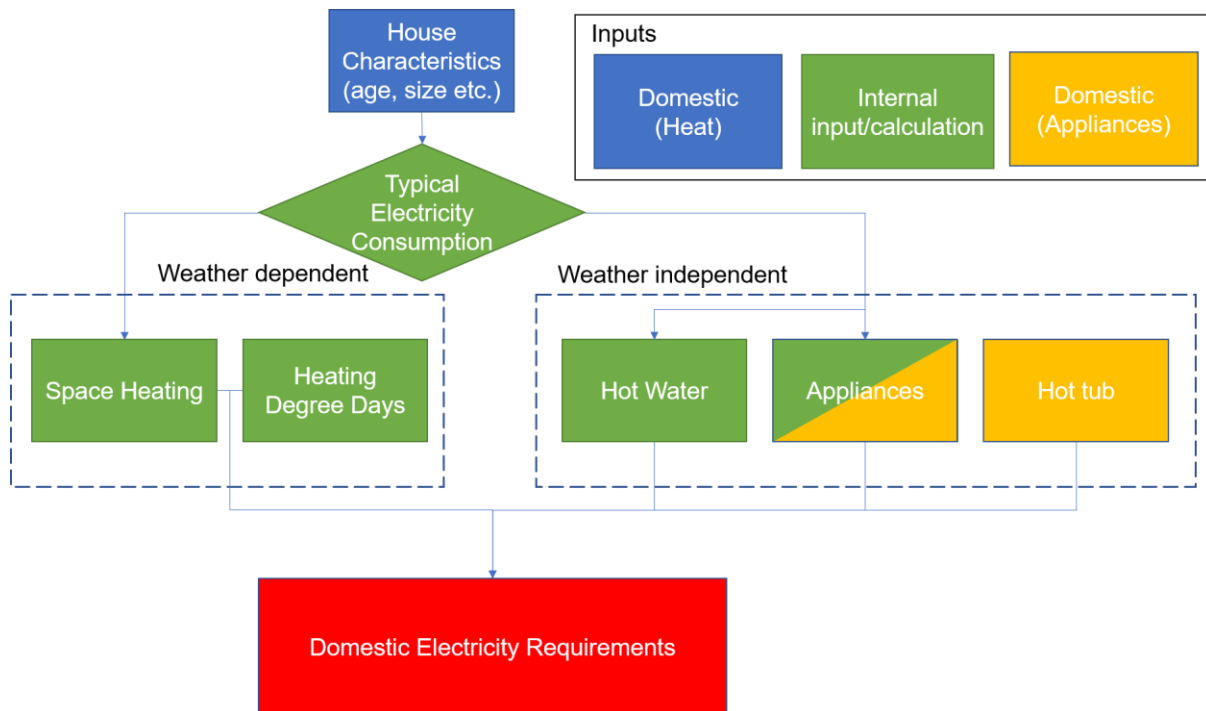 House
Characteristics
(age, size etc.)
Inputs
Domestic
(Heat)
Internal
input/calculation
Domestic
(Appliances)
Typical
Electricity
Consumption
Weather dependent
Weather independent
Space Heating
Heating
Degree Days
Hot Water
Appliances
Hot tub
Domestic Electricity Requirements